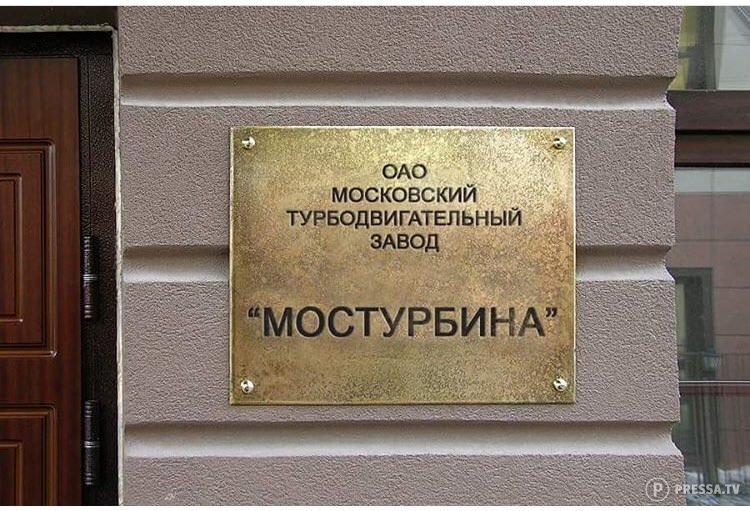 ОАО
МОСКОВСКИЙ
ТУРБОДВИГАТЕЛЬНЫЙ
ЗАВОД
“МОСТУРБИНА”
PRESSA.TV